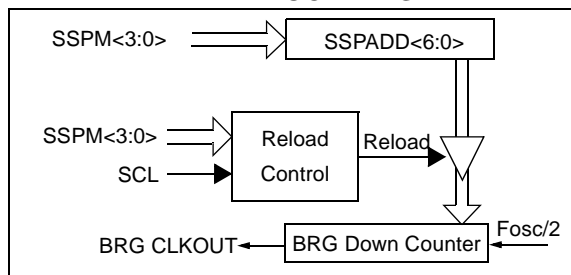 SSPM<3:0>
SSPADD<6:0>
SSPM<3:0>
SCL
Reload
Control
Reload
BRG CLKOUT
BRG Down Counter
Fosc/2